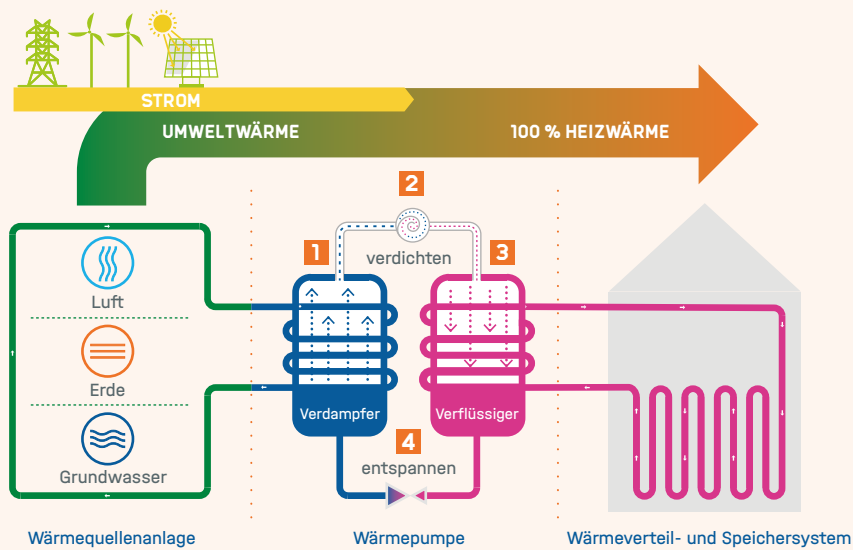 STROM
UMWELTWÄRME
100 % HEIZWÄRME
2
1
verdichten
3
Luft
Erde
Grundwasser
Verdampfer
Verflüssiger
4
entspannen
Wärmequellenanlage
Wärmepumpe
Wärmeverteil- und Speichersystem